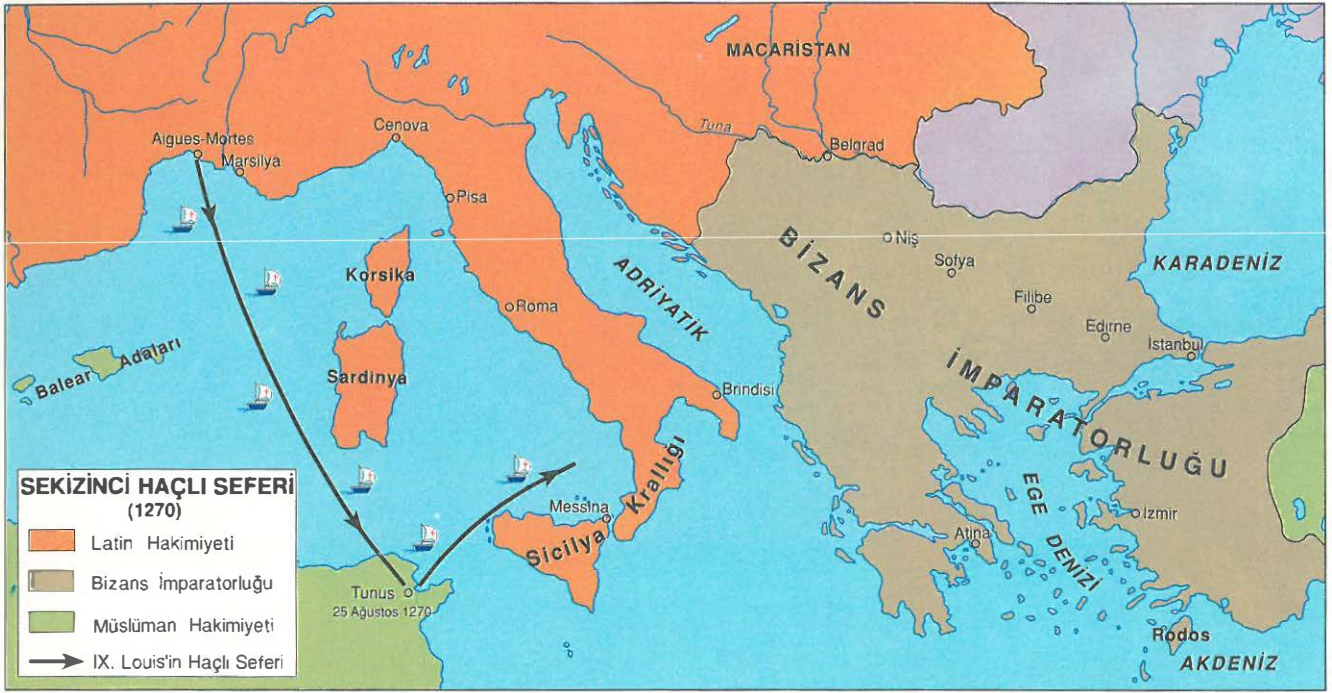 MACARİSTAN
Tuna
Aigues-Mortes
Marsilya
Cenova
Belgrad
Pisa
BİZANS
Niş
Sofya
KARADENİZ
Korsika
ADRİYATİK
Roma
Filibe
Edirne
İstanbul
Balear Adaları
Sardinya
Brindisi
İMPARATORLUĞU
SEKİZİNCİ HAÇLI SEFERİ
(1270)
Latin Hakimiyeti
Bizans İmparatorluğu
Müslüman Hakimiyeti
IX. Louis'in Haçlı Seferi
Messina
Sicilya Krallığı
EGE DENİZİ
İzmir
Atina
Tunus
25 Ağustos 1270
Rodos
AKDENİZ